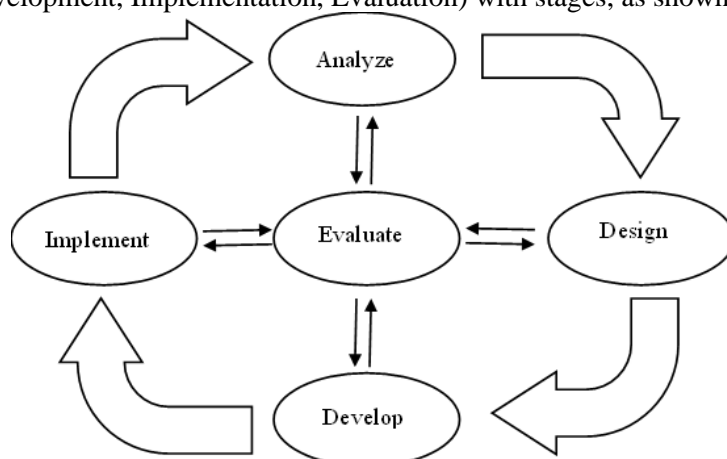 velopment, Implementation, Evaluation) with stages, as shown
Analyze
Implement
Evaluate
Design
Develop